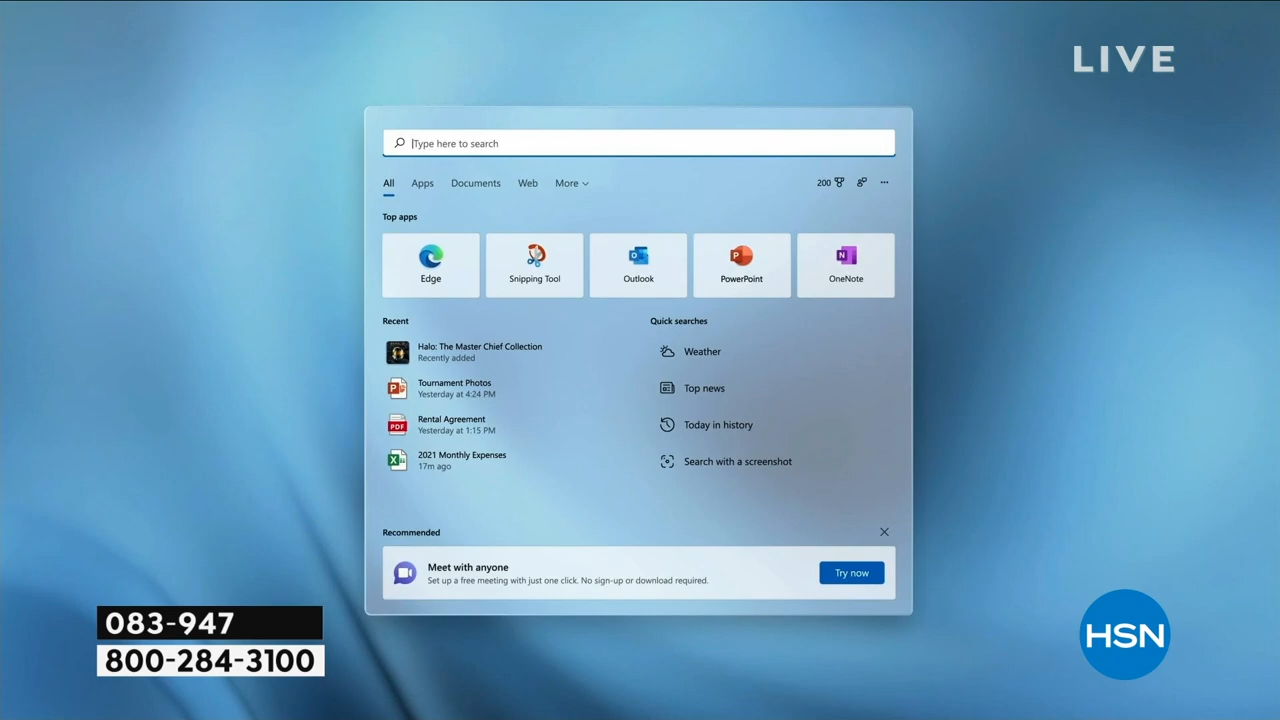 LIVE
Type here to search
All Apps Documents Web More 200
Top apps
Edge Snipping Tool Outlook PowerPoint OneNote
Recent
Halo: The Master Chief Collection
Recently added
Tournament Photos
Yesterday at 4:24 PM
Rental Agreement
Yesterday at 1:15 PM
2021 Monthly Expenses
17m ago
Quick searches
Weather
Top news
Today in history
Search with a screenshot
Recommended
Meet with anyone
Set up a free meeting with just one click. No sign-up or download required.
Try now
083-947
800-284-3100
HSN